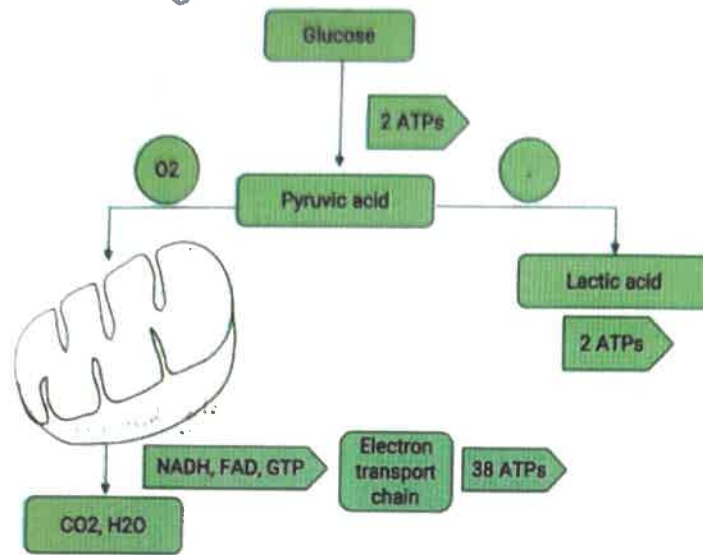 Glucose
2 ATPs
O2
Pyruvic acid
Lactic acid
2 ATPs
NADH, FAD, GTP
Electron
transport
chain
38 ATPs
CO2, H2O